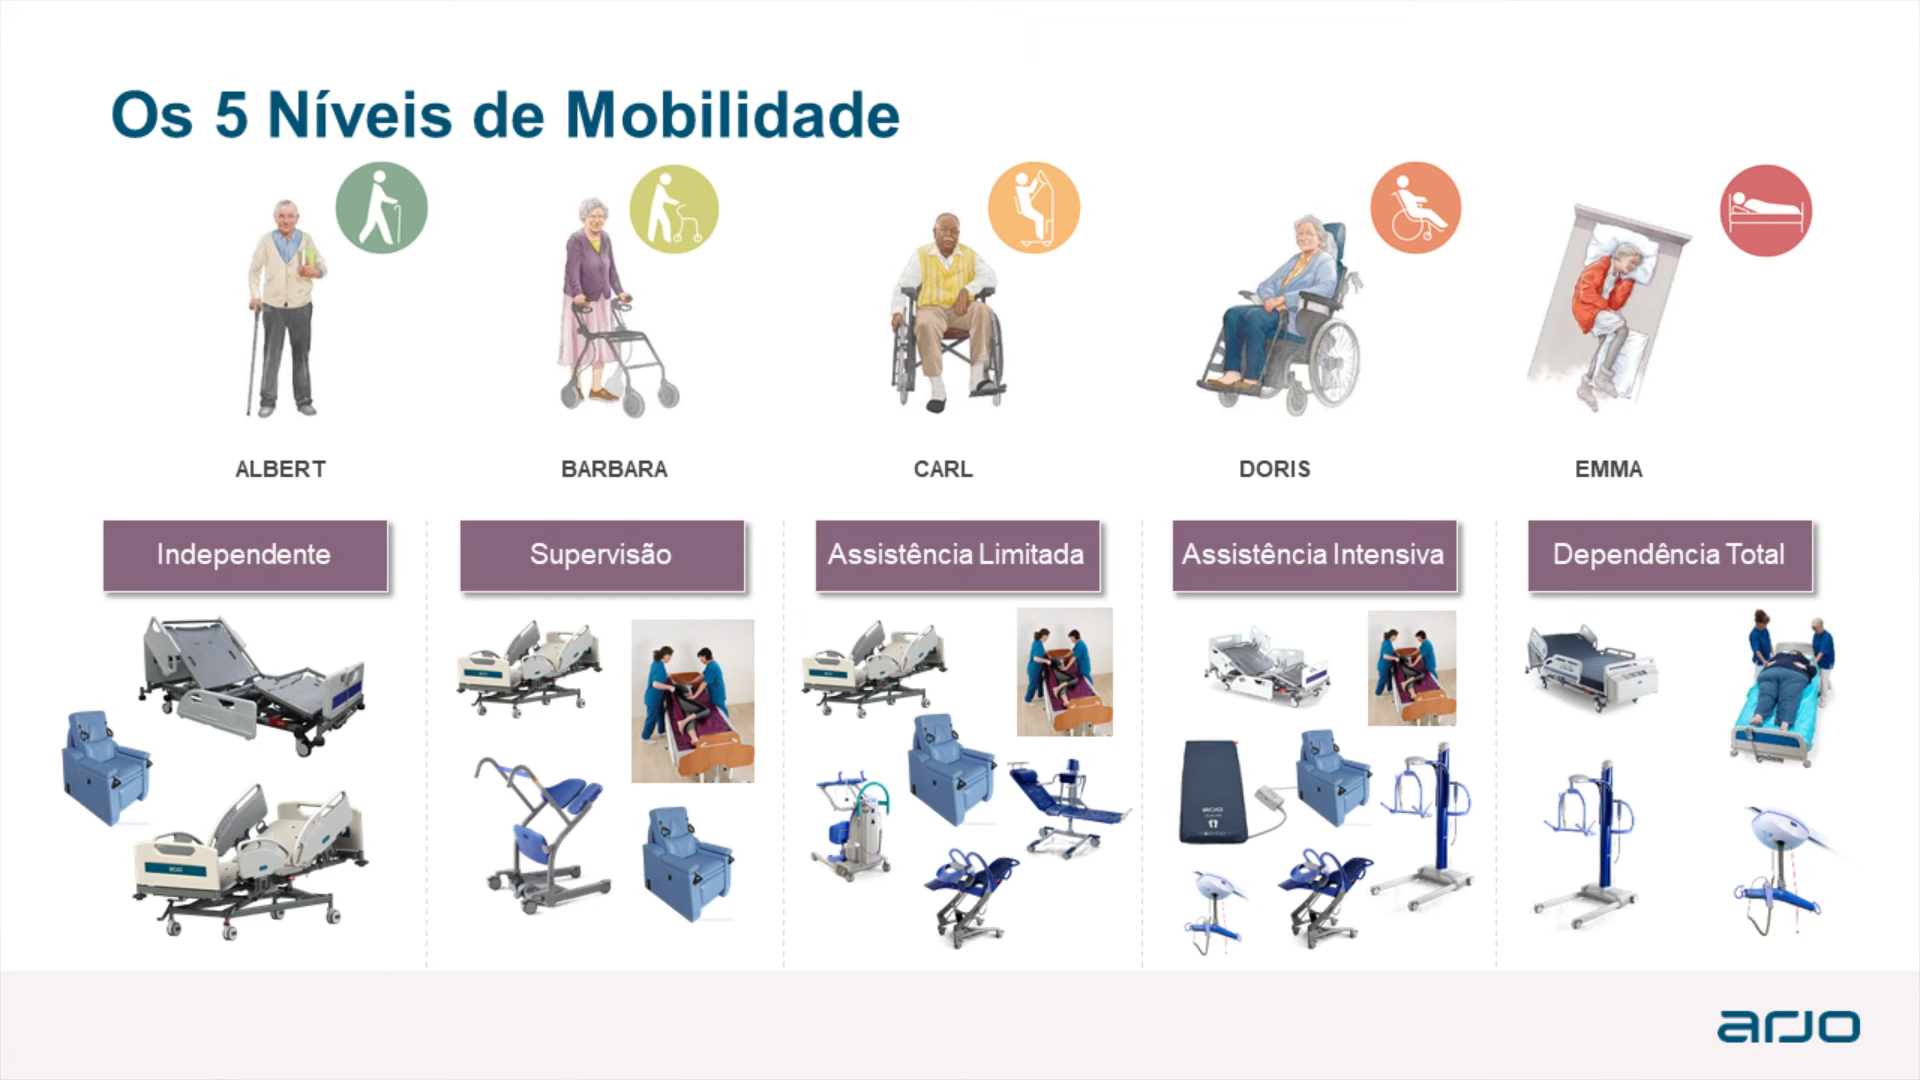 Os 5 Níveis de Mobilidade
ALBERT
BARBARA
CARL
DORIS
EMMA
Independente
Supervisão
Assistência Limitada
Assistência Intensiva
Dependência Total
arjo
arjo